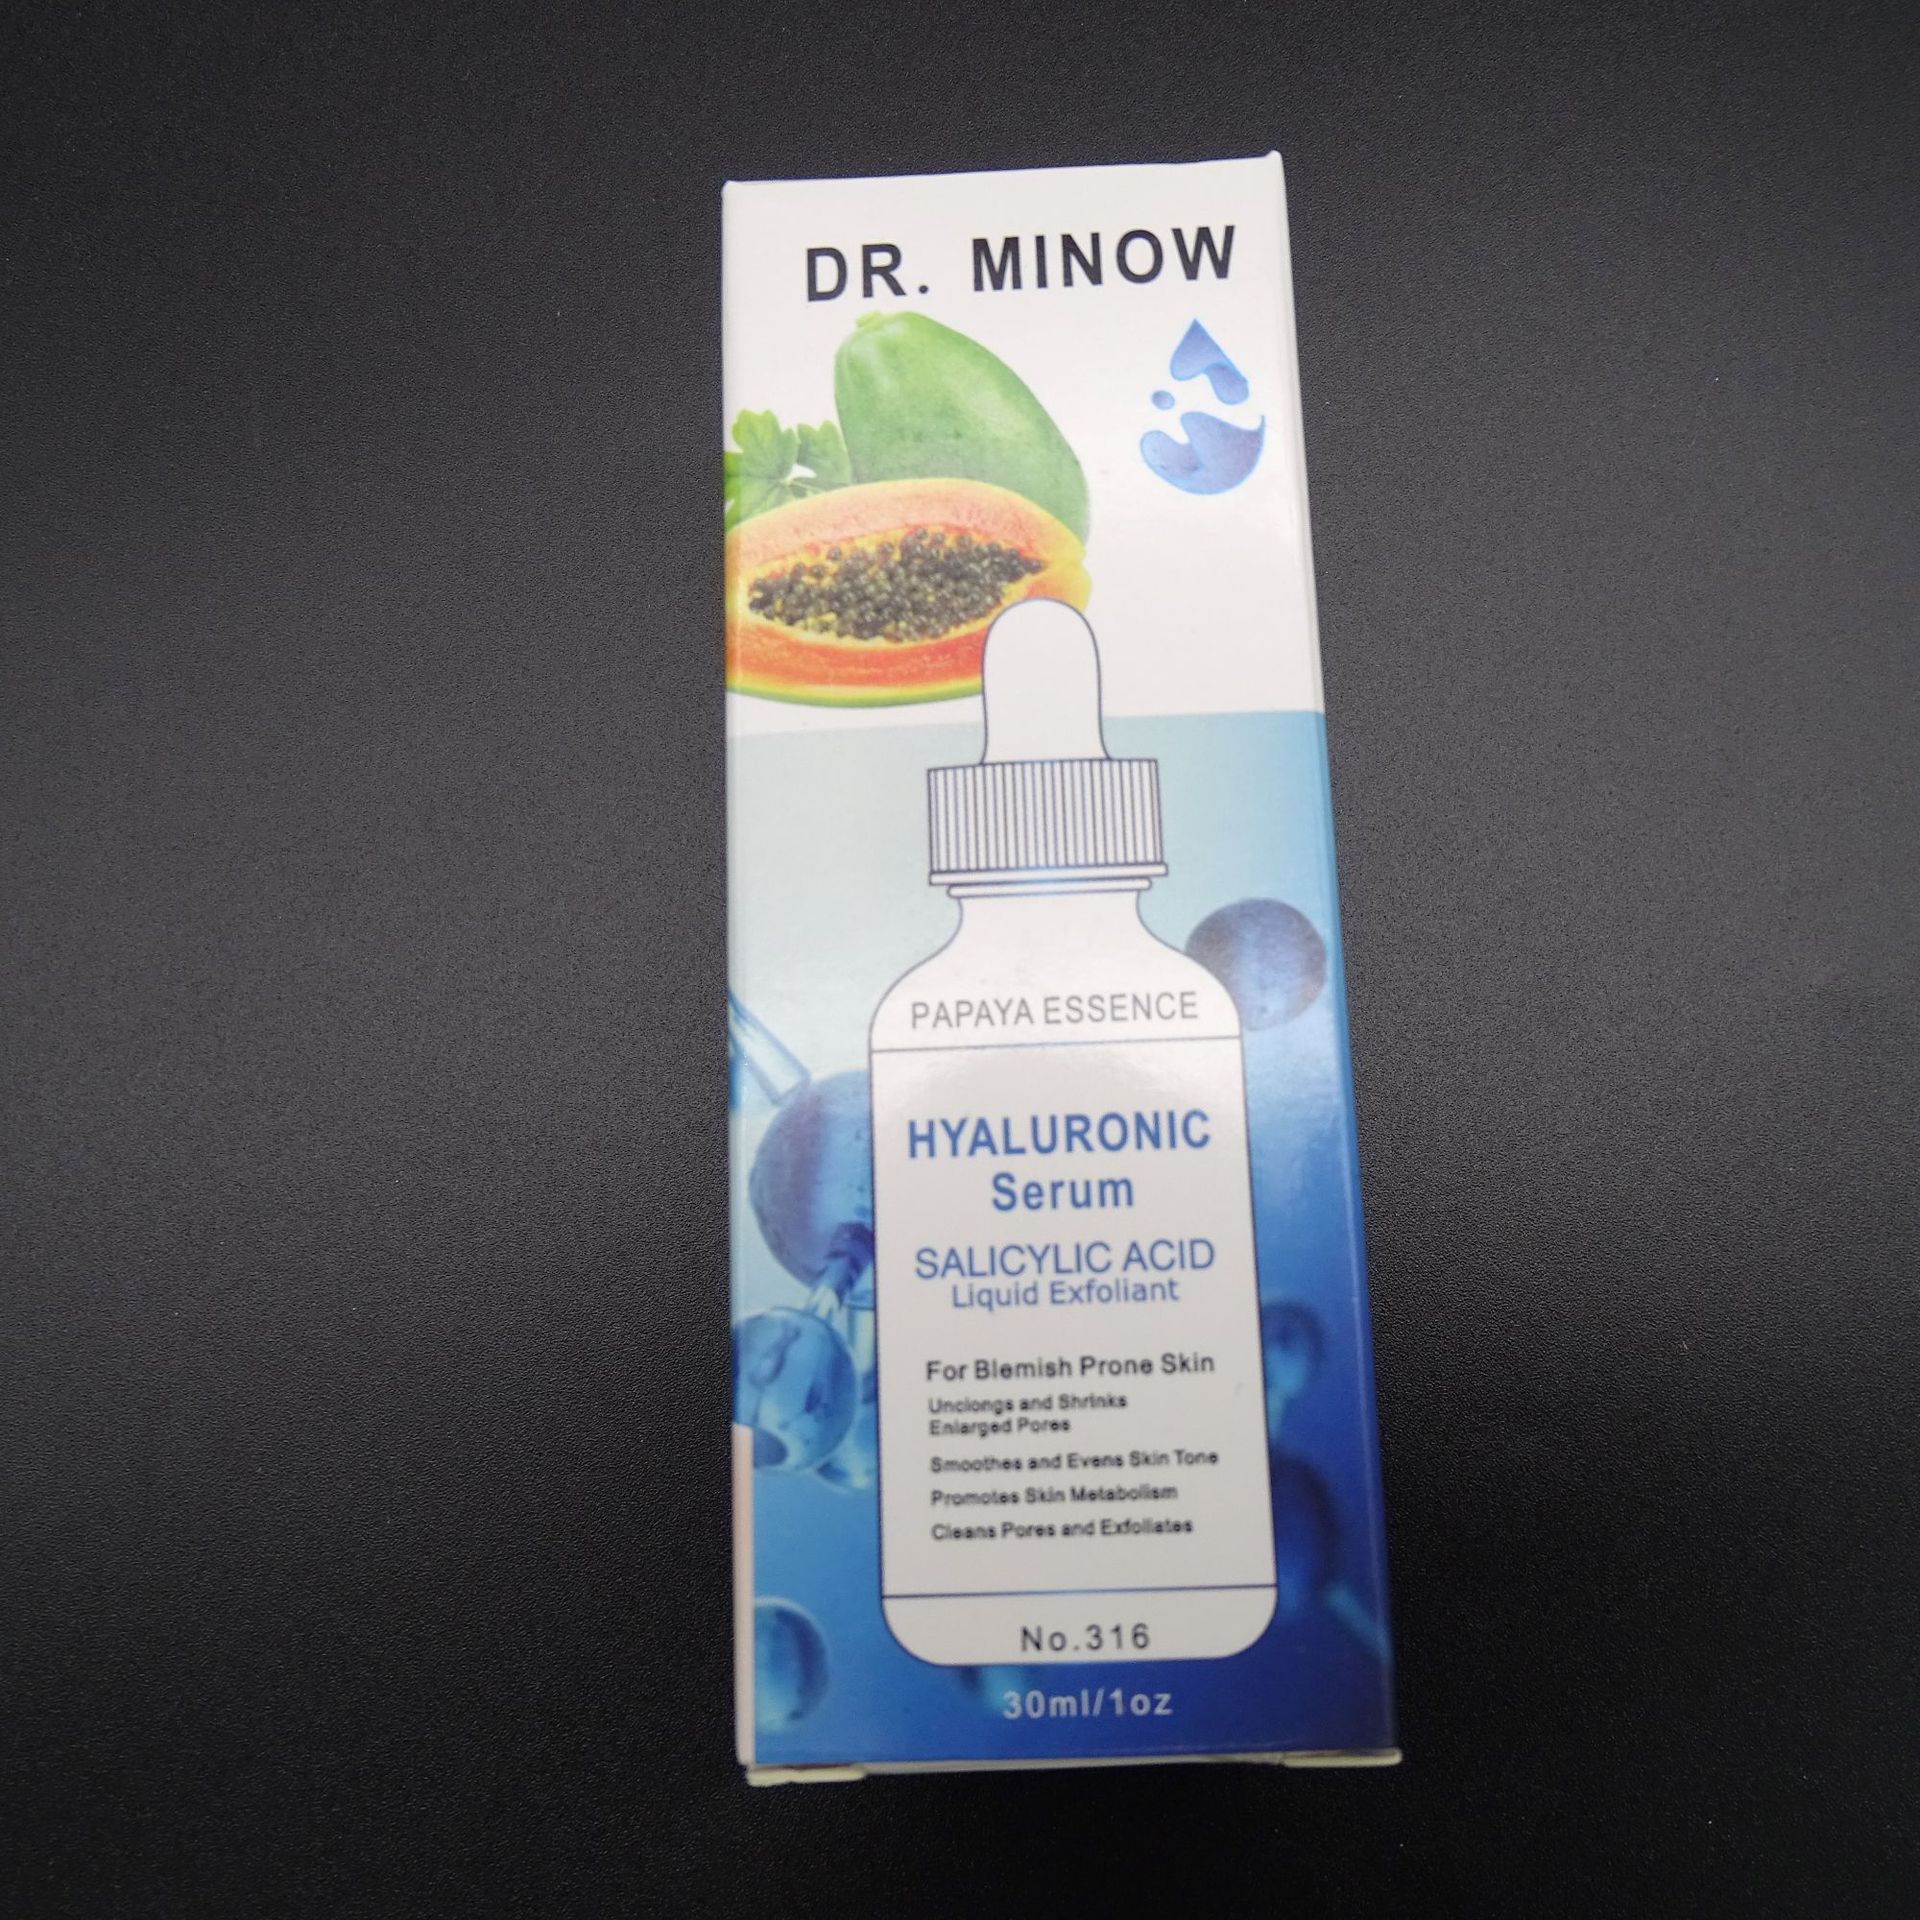 DR. MINOW
PAPAYA ESSENCE
HYALURONIC
Serum
SALICYLIC ACID
Liquid Exfoliant
For Blemish Prone Skin
Unclongs and Shrinks
Enlarged Pores
Smoothes and Evens Skin Tone
Promotes Skin Metabolism
Cleans Pores and Exfoliates
No.316
30ml/1oz